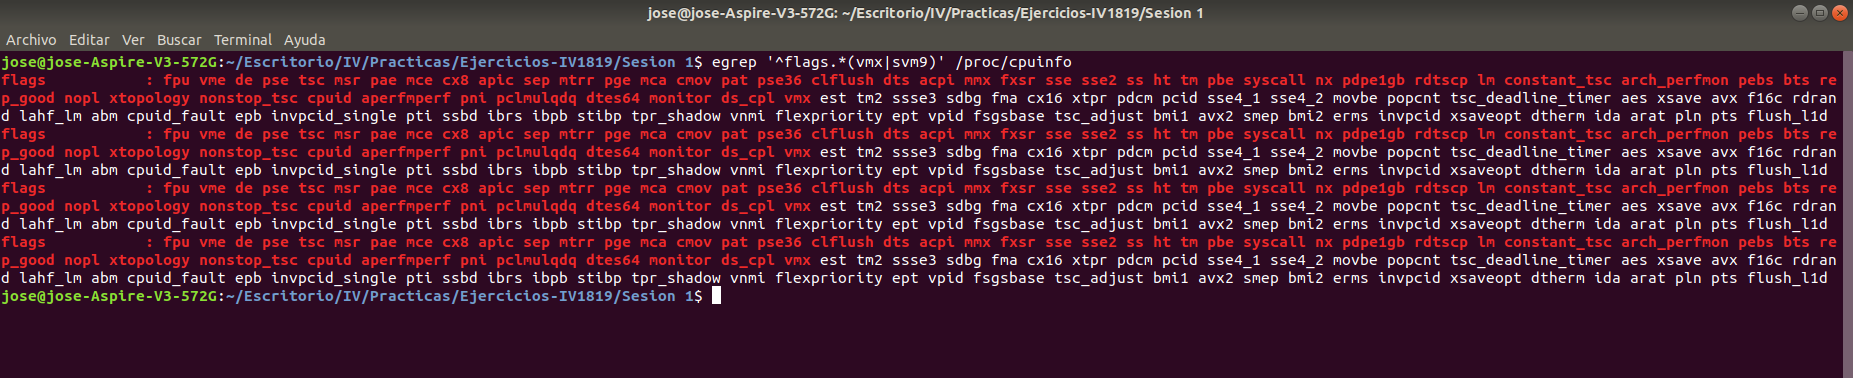 jose@jose-Aspire-V3-572G: ~/Escritorio/IV/Practicas/Ejercicios-IV1819/Sesion 1
Archivo Editar Ver Buscar Terminal Ayuda
jose@jose-Aspire-V3-572G:~/Escritorio/IV/Practicas/Ejercicios-IV1819/Sesion 1$ egrep '^flags.*(vmx|svm9)' /proc/cpuinfo
flags : fpu vme de pse tsc msr pae mce cx8 apic sep mtrr pge mca cmov pat pse36 clflush dts acpi mmx fxsr sse sse2 ss ht tm pbe syscall nx pdpe1gb rdtscp lm constant_tsc arch_perfmon pebs bts re
p_good nopl xtopology nonstop_tsc cpuid aperfmperf pni pclmulqdq dtes64 monitor ds_cpl vmx est tm2 ssse3 sdbg fma cx16 xtpr pdcm pcid sse4_1 sse4_2 movbe popcnt tsc_deadline_timer aes xsave avx f16c rdran
d lahf_lm abm cpuid_fault epb invpcid_single pti ssbd ibrs ibpb stibp tpr_shadow vnmi flexpriority ept vpid fsgsbase tsc_adjust bmi1 avx2 smep bmi2 erms invpcid xsaveopt dtherm ida arat pln pts flush_l1d
flags : fpu vme de pse tsc msr pae mce cx8 apic sep mtrr pge mca cmov pat pse36 clflush dts acpi mmx fxsr sse sse2 ss ht tm pbe syscall nx pdpe1gb rdtscp lm constant_tsc arch_perfmon pebs bts re
p_good nopl xtopology nonstop_tsc cpuid aperfmperf pni pclmulqdq dtes64 monitor ds_cpl vmx est tm2 ssse3 sdbg fma cx16 xtpr pdcm pcid sse4_1 sse4_2 movbe popcnt tsc_deadline_timer aes xsave avx f16c rdran
d lahf_lm abm cpuid_fault epb invpcid_single pti ssbd ibrs ibpb stibp tpr_shadow vnmi flexpriority ept vpid fsgsbase tsc_adjust bmi1 avx2 smep bmi2 erms invpcid xsaveopt dtherm ida arat pln pts flush_l1d
flags : fpu vme de pse tsc msr pae mce cx8 apic sep mtrr pge mca cmov pat pse36 clflush dts acpi mmx fxsr sse sse2 ss ht tm pbe syscall nx pdpe1gb rdtscp lm constant_tsc arch_perfmon pebs bts re
p_good nopl xtopology nonstop_tsc cpuid aperfmperf pni pclmulqdq dtes64 monitor ds_cpl vmx est tm2 ssse3 sdbg fma cx16 xtpr pdcm pcid sse4_1 sse4_2 movbe popcnt tsc_deadline_timer aes xsave avx f16c rdran
d lahf_lm abm cpuid_fault epb invpcid_single pti ssbd ibrs ibpb stibp tpr_shadow vnmi flexpriority ept vpid fsgsbase tsc_adjust bmi1 avx2 smep bmi2 erms invpcid xsaveopt dtherm ida arat pln pts flush_l1d
flags : fpu vme de pse tsc msr pae mce cx8 apic sep mtrr pge mca cmov pat pse36 clflush dts acpi mmx fxsr sse sse2 ss ht tm pbe syscall nx pdpe1gb rdtscp lm constant_tsc arch_perfmon pebs bts re
p_good nopl xtopology nonstop_tsc cpuid aperfmperf pni pclmulqdq dtes64 monitor ds_cpl vmx est tm2 ssse3 sdbg fma cx16 xtpr pdcm pcid sse4_1 sse4_2 movbe popcnt tsc_deadline_timer aes xsave avx f16c rdran
d lahf_lm abm cpuid_fault epb invpcid_single pti ssbd ibrs ibpb stibp tpr_shadow vnmi flexpriority ept vpid fsgsbase tsc_adjust bmi1 avx2 smep bmi2 erms invpcid xsaveopt dtherm ida arat pln pts flush_l1d
jose@jose-Aspire-V3-572G:~/Escritorio/IV/Practicas/Ejercicios-IV1819/Sesion 1$